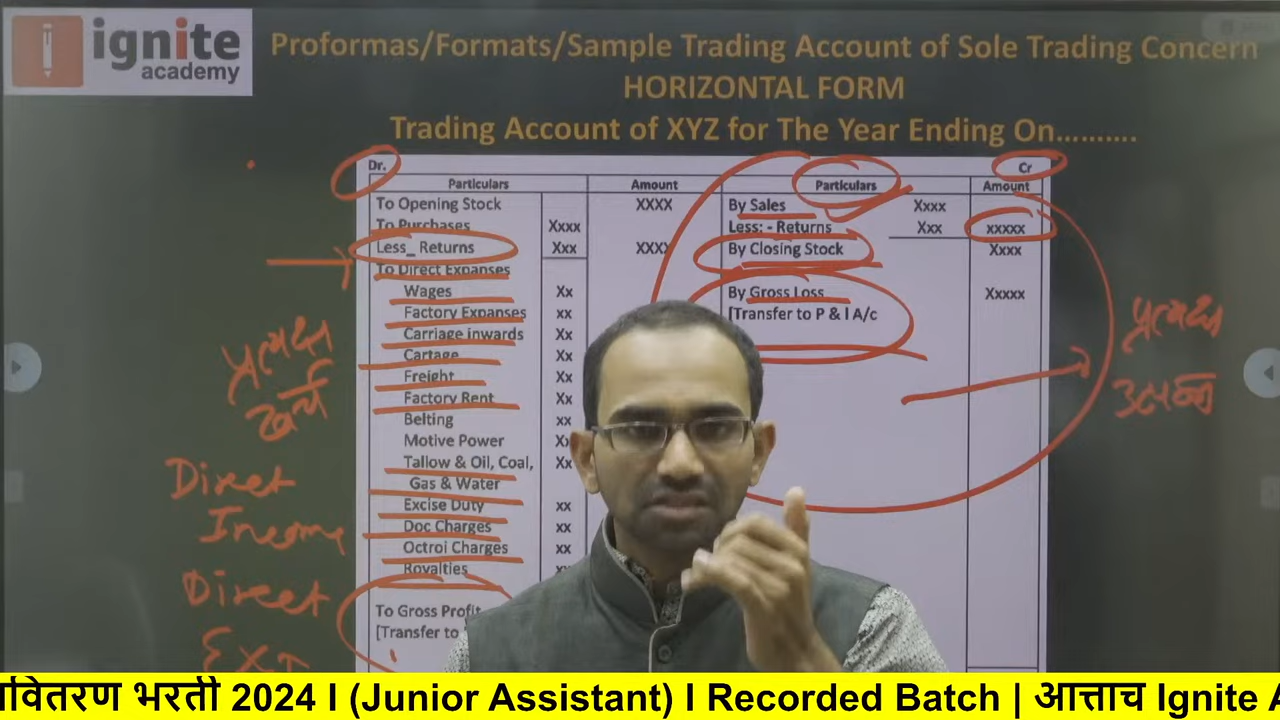 ignite
academy
Proformas/Formats/Sample Trading Account of Sole Trading Concern
HORIZONTAL FORM
Trading Account of XYZ for The Year Ending On..........
Dr. Cr
Particulars Amount Particulars Amount
To Opening Stock XXXX By Sales Xxxx
To Purchases Xxxx Less: - Returns Xxx xxxxx
Less_ Returns Xxx XXXX By Closing Stock Xxxx
To Direct Expanses
Wages Xx By Gross Loss Xxxxx
Factory Expanses xx [Transfer to P & l A/c
Carriage inwards Xx
Cartage Xx
Freight Xx
Factory Rent Xx
Belting xx
Motive Power
Tallow & Oil, Coal, Xx
Gas & Water
Excise Duty xx
Doc Charges xx
Octroi Charges xx
Royalties
To Gross Profit
[Transfer to
प्रत्यक्ष
खर्च
Direct
Income
Direct
Exp
प्रत्यक्ष
उत्पन्न
वितरण भरती 2024 I (Junior Assistant) I Recorded Batch | आत्ताच Ignite A